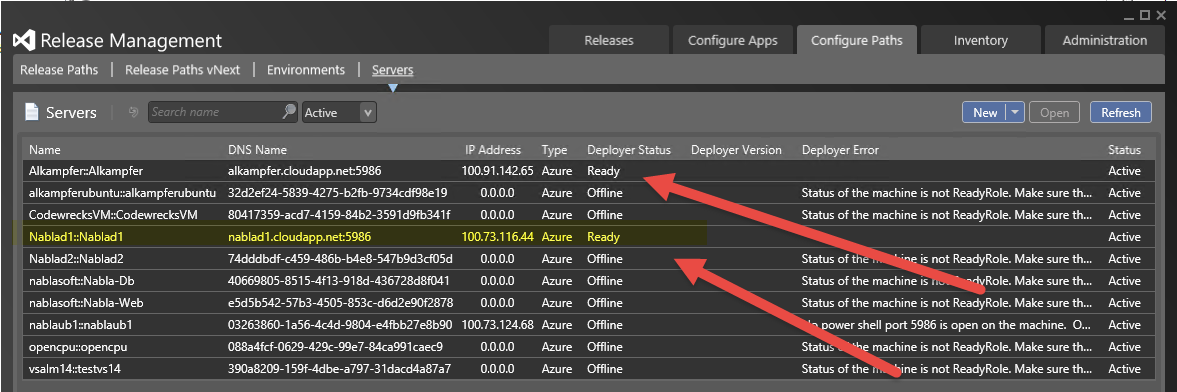 Release Management
Releases Configure Apps Configure Paths Inventory Administration
Release Paths Release Paths vNext Environments Servers
Servers Search name Active New Open Refresh
Name DNS Name IP Address Type Deployer Status Deployer Version Deployer Error Status
Alkampfer::Alkampfer alkampfer.cloudapp.net:5986 100.91.142.65 Azure Ready Active
alkampferubuntu::alkampferubuntu 32d2ef24-5839-4275-b2fb-9734cdf98e19 0.0.0.0 Azure Offline Status of the machine is not ReadyRole. Make sure th... Active
CodewrecksVM::CodewrecksVM 80417359-acd7-4159-84b2-3591d9fb341f 0.0.0.0 Azure Offline Status of the machine is not ReadyRole. Make sure th... Active
Nablad1::Nablad1 nablad1.cloudapp.net:5986 100.73.116.44 Azure Ready Active
Nablad2::Nablad2 74dddbdf-c459-486b-b4e8-547b9d3cf05d 0.0.0.0 Azure Offline Status of the machine is not ReadyRole. Make sure th... Active
nablasoft::Nabla-Db 40669805-8515-4f13-918d-436728d8f041 0.0.0.0 Azure Offline Status of the machine is not ReadyRole. Make sure th... Active
nablasoft::Nabla-Web e5d5b542-57b3-4505-853c-d6d2e90f2878 0.0.0.0 Azure Offline Status of the machine is not ReadyRole. Make sure th... Active
nablaub1::nablaub1 03263860-1a56-4c4d-9804-e4fbb27e8b90 100.73.124.68 Azure Offline power shell port 5986 is open on the machine. O... Active
opencpu::opencpu 088a4fcf-0629-429c-99e7-84ca991caec9 0.0.0.0 Azure Offline Status of the machine is not ReadyRole. Make sure th... Active
vsalm14::testvs14 390a8209-159f-4dbe-a797-31dacd4a87a7 0.0.0.0 Azure Offline Status of the machine is not ReadyRole. Make sure th... Active